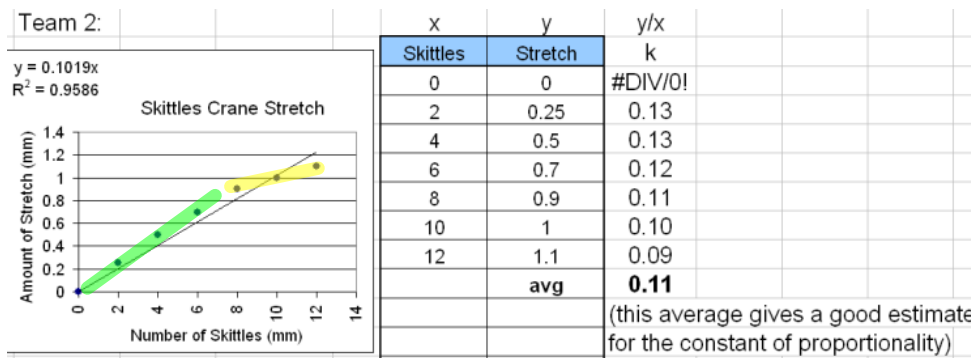 Team 2:
x y y/x
Skittles Stretch k
0 0 #DIV/0!
2 0.25 0.13
4 0.5 0.13
6 0.7 0.12
8 0.9 0.11
10 1 0.10
12 1.1 0.09
avg 0.11
(this average gives a good estimate
for the constant of proportionality)
y = 0.1019x
R² = 0.9586
Skittles Crane Stretch
Amount of Stretch (mm)
1.4
1.2
1
0.8
0.6
0.4
0.2
0
0 2 4 6 8 10 12 14
Number of Skittles (mm)